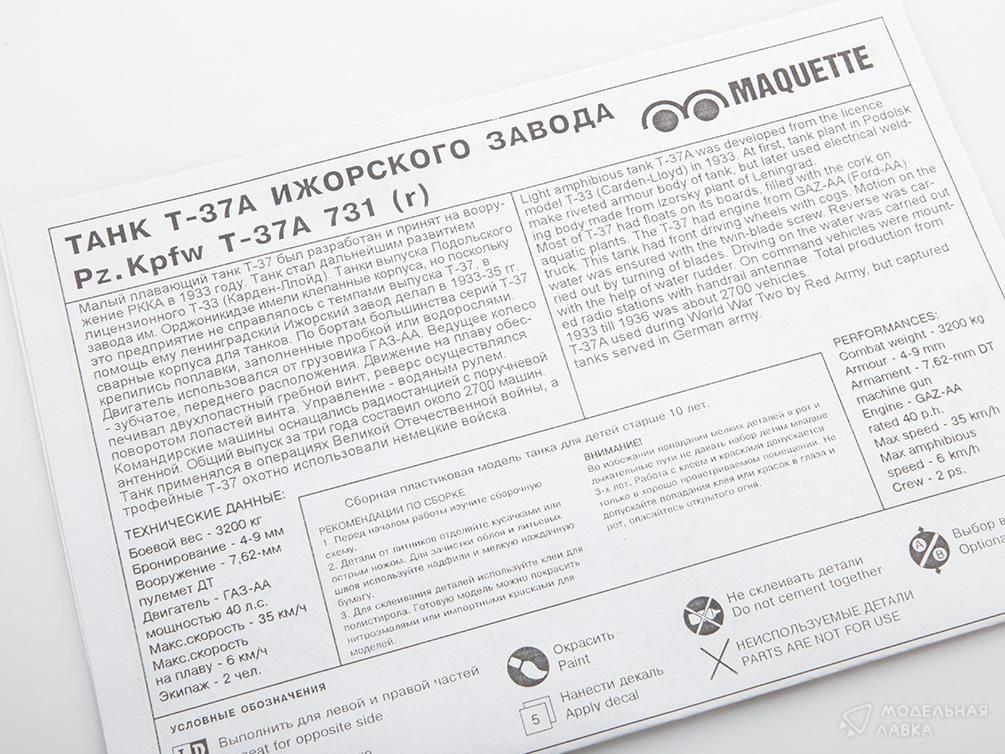 MAQUETTE
ТАНК Т-37А ИЖОРСКОГО ЗАВОДА
Pz.Kpfw T-37A 731 (r)
Малый плавающий танк Т-37 был разработан и принят на воору-
жение РККА в 1933 году. Танк стал дальнейшим развитием
лицензионного Т-33 (Карден-Ллойд). Танки выпуска Подольского
завода им. Орджоникидзе имели клепанные корпуса, но поскольку
это предприятие не справлялось с темпами выпуска Т-37, в
помощь ему Ленинградский Ижорский завод делал в 1933-35 гг.
сварные корпуса для танков. По бортам большинства серий Т-37
крепились поплавки, заполненные пробкой или водорослями.
Двигатель использовался от грузовика ГАЗ-АА. Ведущее колесо
- зубчатое, переднего расположения. Движение на плаву обес-
печивал двухлопастный гребной винт, реверс осуществлялся
поворотом лопастей винта. Управление - водяным рулем.
Командирские машины оснащались радиостанцией с поручневой
антенной. Общий выпуск за три года составил около 2700 машин.
Танк применялся в операциях Великой Отечественной войны, а
трофейные Т-37 охотно использовали немецкие войска.
Light amphibious tank T-37A was developed from the licence
model T-33 (Carden-Lloyd) in 1933. At first, tank plant in Podolsk
make riveted armour body of tank, but later used electrical weld-
ing body made from Izorsky plant of Leningrad.
Most of T-37 had floats on its boards, filled with the cork on
aquatic plants. The T-37 had engine from GAZ-AA (Ford-AA)
truck. This tank had front driving wheels with cogs. Motion on the
water was ensured with the twin-blade screw. Reverse was car-
ried out by turning of blades. Driving on the water was carried out
with the help of water rudder. On command vehicles were mount-
ed radio stations with handrail antennae. Total production from
1933 till 1936 was about 2700 vehicles.
T-37A used during World War Two by Red Army, but captured
tanks served in German army.
ТЕХНИЧЕСКИЕ ДАННЫЕ:
Боевой вес - 3200 кг
Бронирование - 4-9 мм
Вооружение - 7,62-мм
пулемет ДТ
Двигатель - ГАЗ-АА
мощностью 40 л.с.
Макс.скорость - 35 км/ч
Макс.скорость
на плаву - 6 км/ч
Экипаж - 2 чел.
Сборная пластиковая модель танка для детей старше 10 лет.
РЕКОМЕНДАЦИИ ПО СБОРКЕ
1. Перед началом работы изучите сборочную
схему.
2. Детали от литников отделяйте кусачками или
острым ножом. Для зачистки облоя и литьевых
швов используйте надфили и мелкую наждачную
бумагу.
3. Для склеивания деталей используйте клеи для
полистирола. Готовую модель можно покрасить
нитроэмалями или импортными красками для
моделей.
ВНИМАНИЕ!
Во избежании попадания мелких деталей в рот и
дыхательные пути не давать набор детям младше
3-х лет. Работа с клеем и красками допускается
только в хорошо проветриваемом помещении. Не
допускайте попадания клея или красок в глаза и
рот, опасайтесь открытого огня.
PERFORMANCES:
Combat weight - 3200 kg
Armour - 4-9 mm
Armament - 7,62-mm DT
machine gun
Engine - GAZ-AA
rated 40 p.h.
Max speed - 35 km/h
Max amphibious
speed - 6 km/h
Crew - 2 ps.
УСЛОВНЫЕ ОБОЗНАЧЕНИЯ
Выполнить для левой и правой частей
eat for opposite side
Окрасить
Paint
5
Нанести декаль
Apply decal
Не склеивать детали
Do not cement together
НЕИСПОЛЬЗУЕМЫЕ ДЕТАЛИ
PARTS ARE NOT FOR USE
A
B
Выбор
Optiona
МОДЕЛЬНАЯ
ЛАВКА